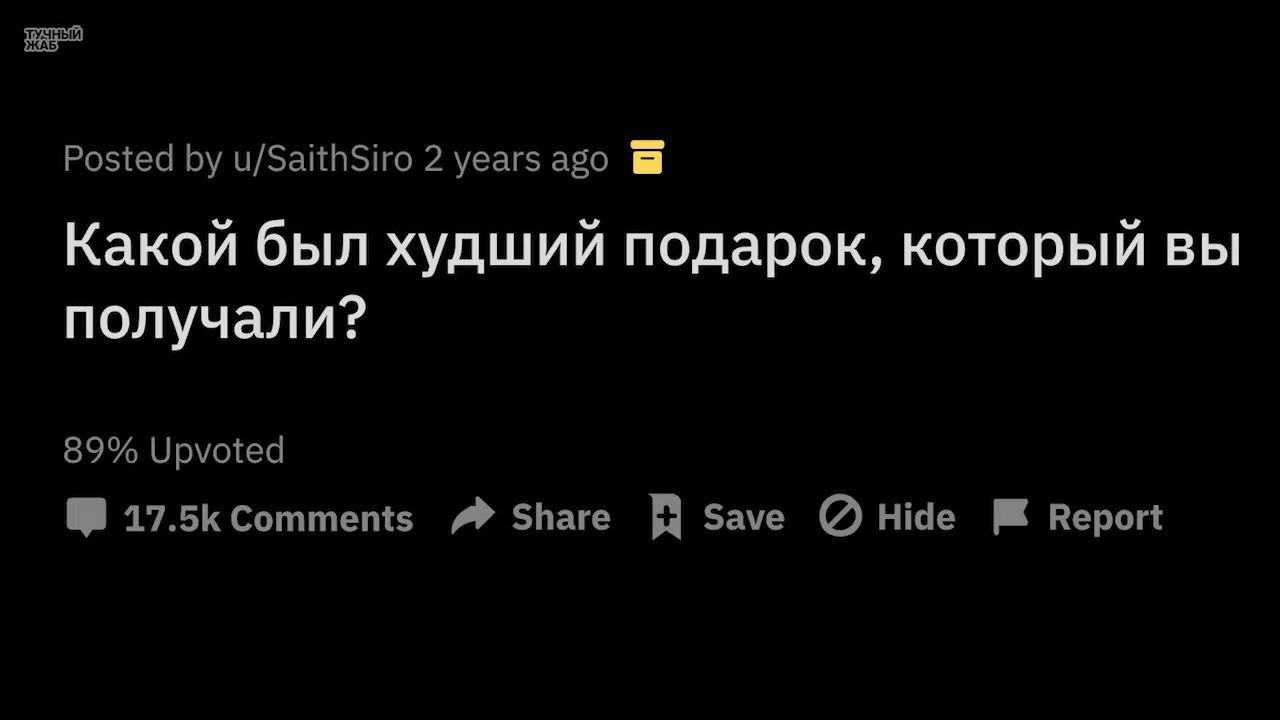 ТУЧНЫЙ
ЖАБ
Posted by u/SaithSiro 2 years ago
Какой был худший подарок, который вы
получали?
89% Upvoted
17.5k Comments Share Save Hide Report